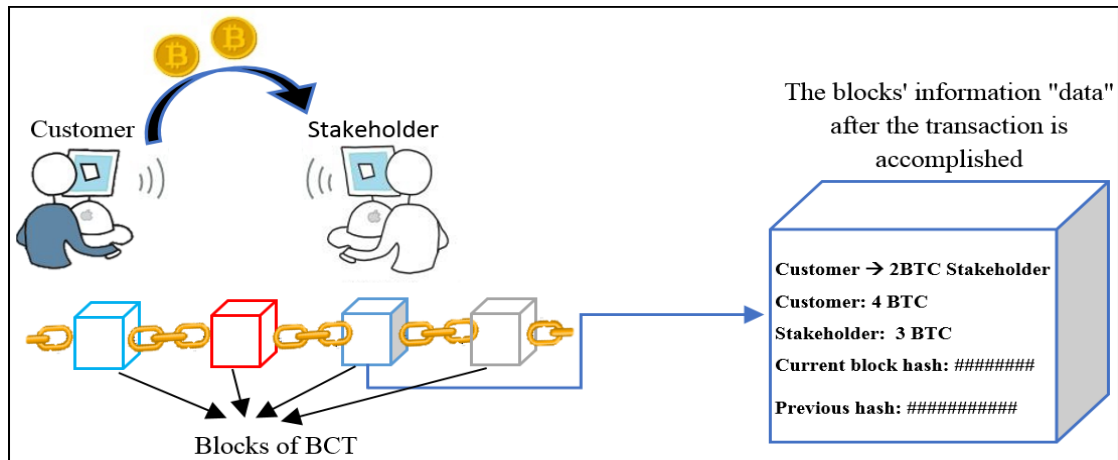 Customer
Stakeholder
The blocks' information "data"
after the transaction is
accomplished
Customer → 2BTC Stakeholder
Customer: 4 BTC
Stakeholder: 3 BTC
Current block hash: ########
Previous hash: ###########
Blocks of BCT